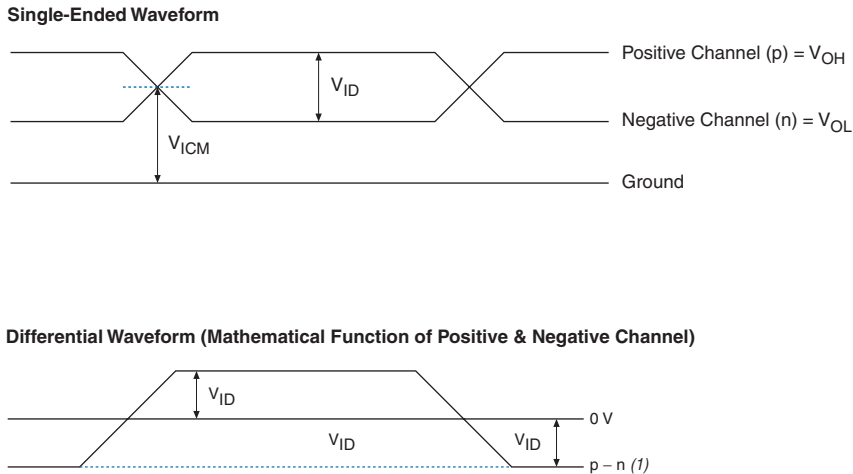 Single-Ended Waveform
Positive Channel (p) = VOH
VID
Negative Channel (n) = VOL
VICM
Ground
Differential Waveform (Mathematical Function of Positive & Negative Channel)
VID
0 V
VID
VID
p – n (1)